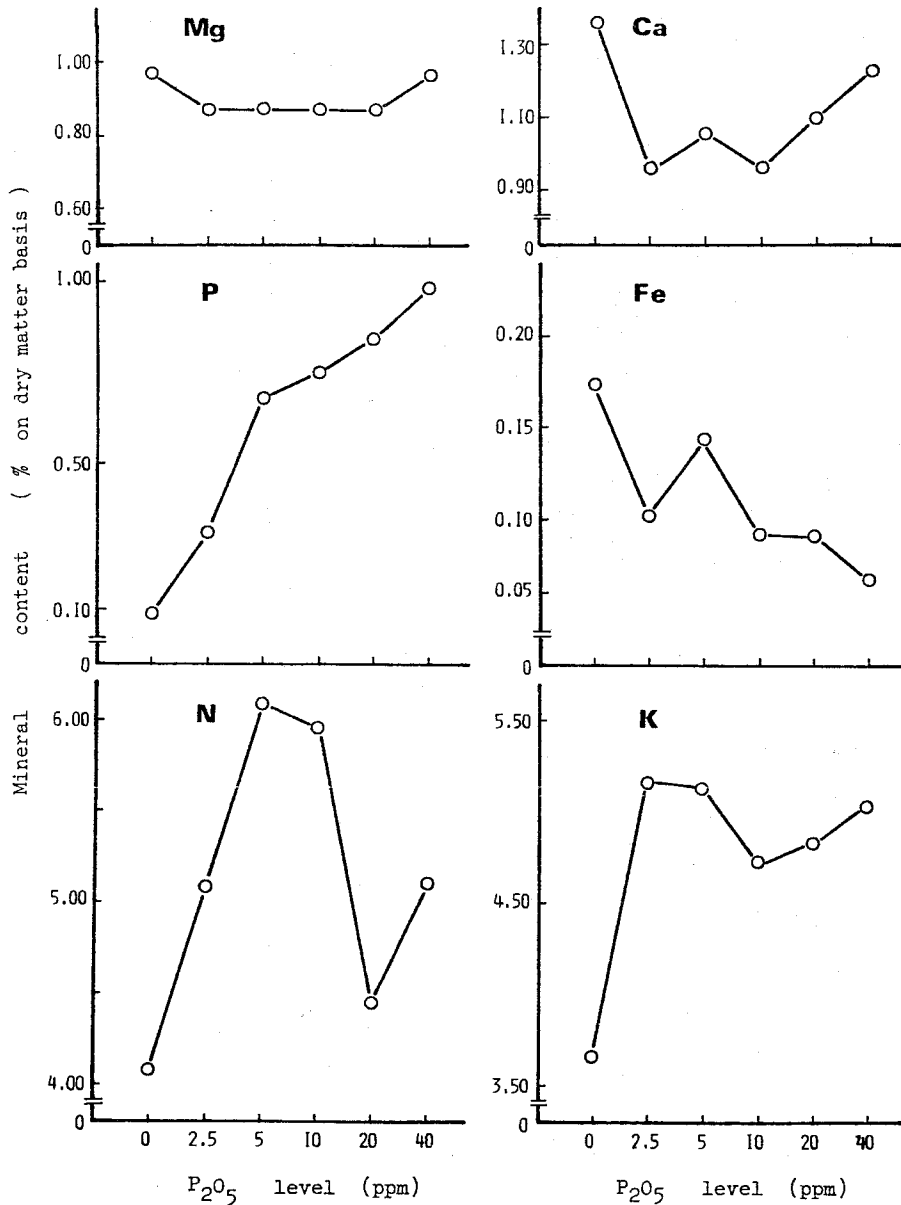 Mg
1.00
0.80
0.60
0
Ca
1.30
1.10
0.90
0
P
1.00
0.50
0.10
0
Fe
0.20
0.15
0.10
0.05
0
N
6.00
5.00
4.00
0
K
5.50
4.50
3.50
0
Mineral content ( % on dry matter basis )
0 2.5 5 10 20 40
P2O5 level (ppm)
0 2.5 5 10 20 40
P2O5 level (ppm)